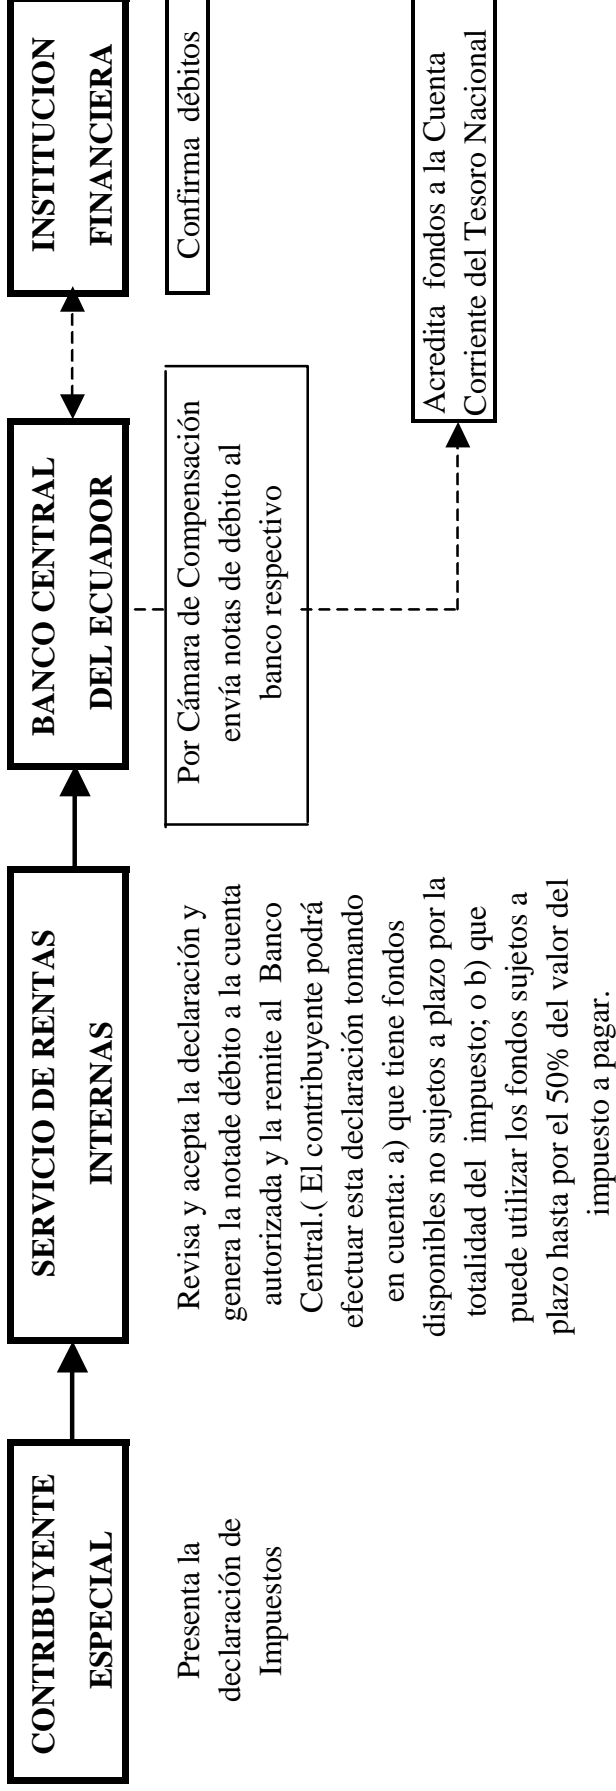 CONTRIBUYENTE
ESPECIAL
Presenta la
declaración de
Impuestos
SERVICIO DE RENTAS
INTERNAS
Revisa y acepta la declaración y
genera la notade débito a la cuenta
autorizada y la remite al Banco
Central.( El contribuyente podrá
efectuar esta declaración tomando
en cuenta: a) que tiene fondos
disponibles no sujetos a plazo por la
totalidad del impuesto; o b) que
puede utilizar los fondos sujetos a
plazo hasta por el 50% del valor del
impuesto a pagar.
BANCO CENTRAL
DEL ECUADOR
Por Cámara de Compensación
envía notas de débito al
banco respectivo
INSTITUCION
FINANCIERA
Confirma débitos
Acredita fondos a la Cuenta
Corriente del Tesoro Nacional